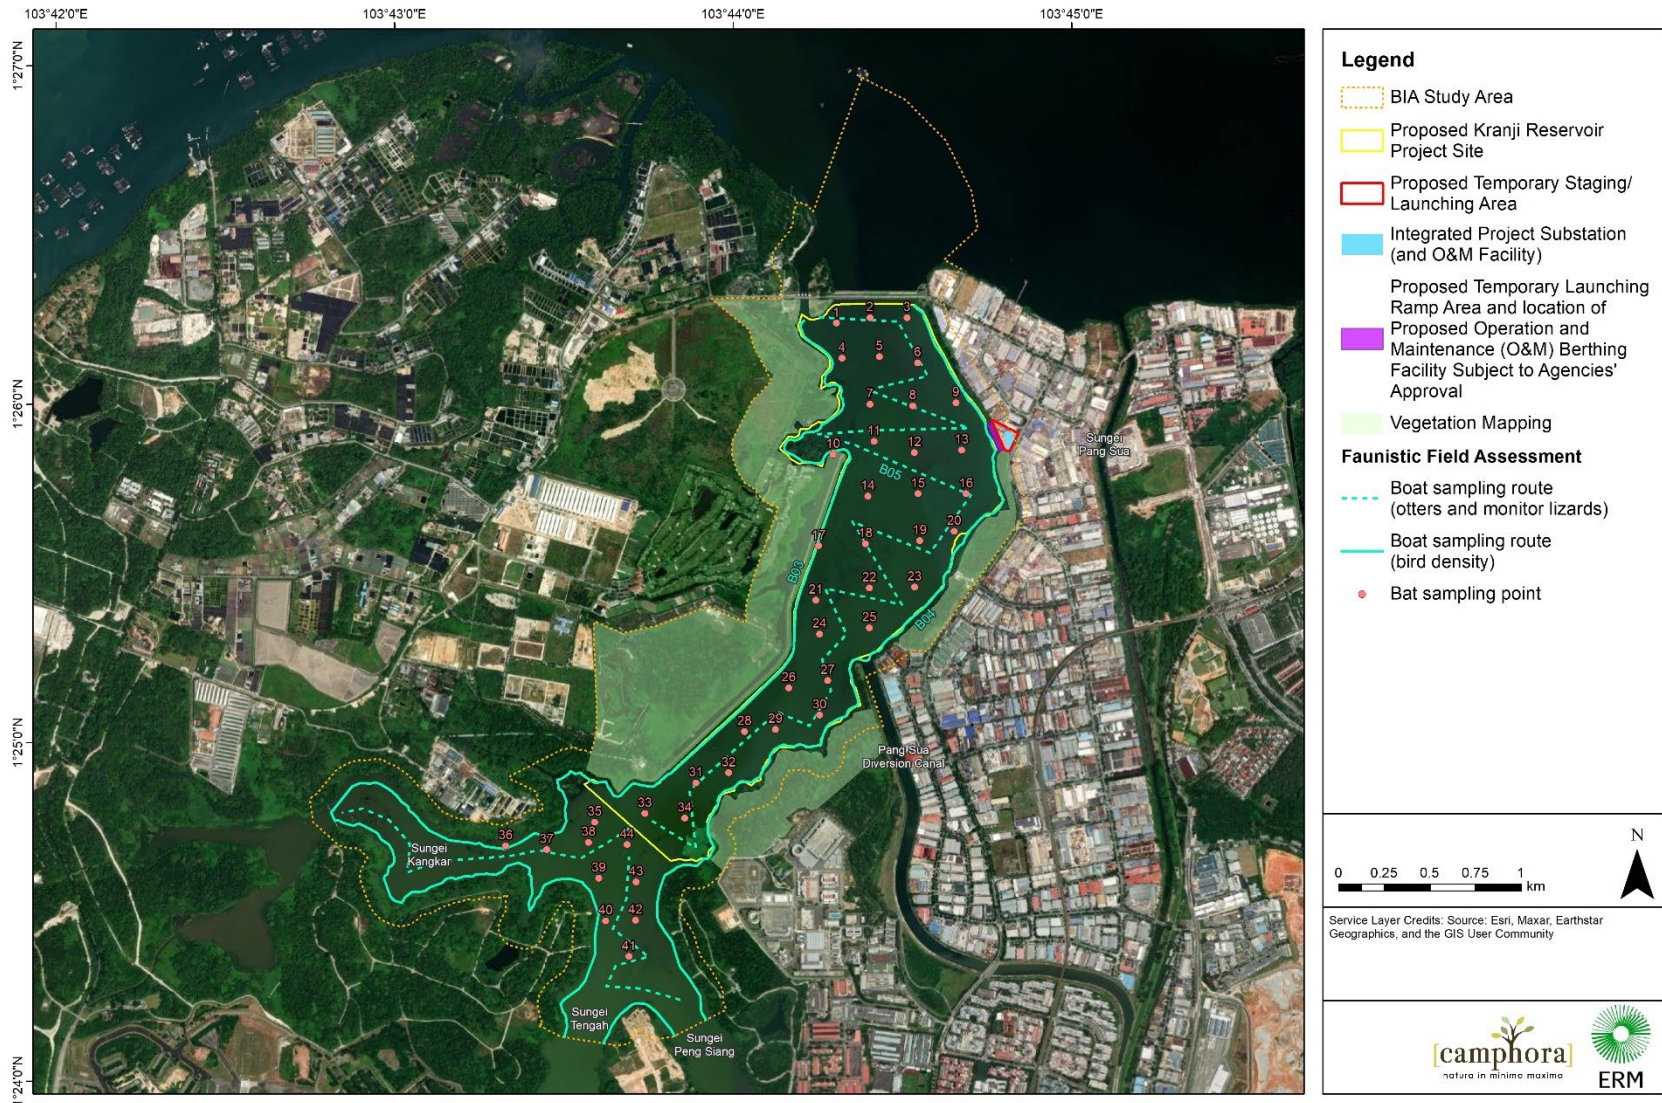 103°42'0"E
103°43'0"E
103°44'0"E
103°45'0"E
1°27'0"N
1°26'0"N
1°25'0"N
1°24'0"N
1
2
3
4
5
6
7
8
9
10
11
12
13
B05
14
15
16
17
18
19
20
B03
21
22
23
24
25
B04
26
27
28
29
30
31
32
33
34
35
36
37
38
39
40
41
42
43
44
Sungei
Pang Sua
Pang Sua
Diversion Canal
Sungei
Kangkar
Sungei
Tengah
Sungei
Peng Siang
Legend
BIA Study Area
Proposed Kranji Reservoir
Project Site
Proposed Temporary Staging/
Launching Area
Integrated Project Substation
(and O&M Facility)
Proposed Temporary Launching
Ramp Area and location of
Proposed Operation and
Maintenance (O&M) Berthing
Facility Subject to Agencies'
Approval
Vegetation Mapping
Faunistic Field Assessment
Boat sampling route
(otters and monitor lizards)
Boat sampling route
(bird density)
Bat sampling point
N
0 0.25 0.5 0.75 1
km
Service Layer Credits: Source: Esri, Maxar, Earthstar
Geographics, and the GIS User Community
[camphora]
natura in minima maxima
ERM